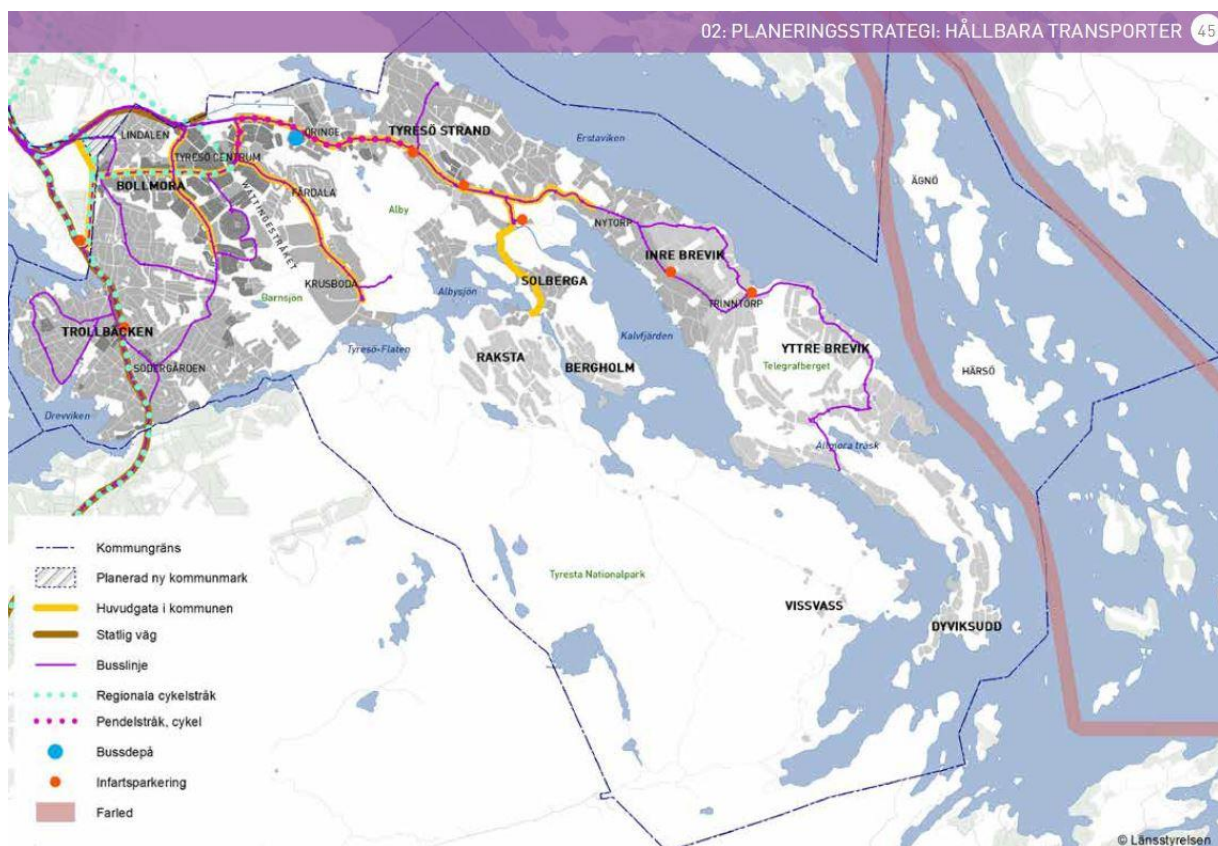 02: PLANERINGSSTRATEGI: HÅLLBARA TRANSPORTER 45
LINDALEN
TYRESÖ CENTRUM
BOLLMORA
ÖRINGE
TYRESÖ STRAND
Erstaviken
ÄGNÖ
FÅRDALA
WÄTTINGESTRÅKET
Alby
NYTORP
INRE BREVIK
KRUSBODA
Barnsjön
Albysjön
SOLBERGA
TRINNTORP
TROLLBÄCKEN
SÖDERGÅRDEN
Tyresö-Flaten
RAKSTA
BERGHOLM
Kalvfjärden
YTTRE BREVIK
Telegrafberget
HÄRSÖ
Drevviken
Ällmora träsk
Tyresta Nationalpark
VISSVASS
DYVIKSUDD
Kommungräns
Planerad ny kommunmark
Huvudgata i kommunen
Statlig väg
Busslinje
Regionala cykelstråk
Pendelstråk, cykel
Bussdepå
Infartsparkering
Farled
© Länsstyrelsen